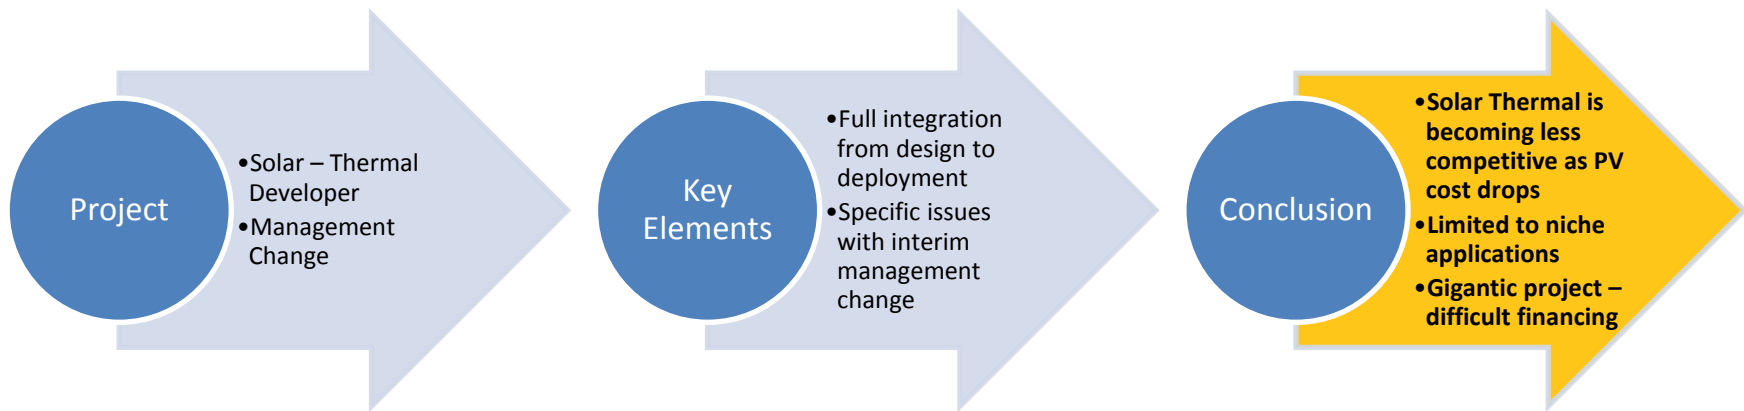 Project
•Solar – Thermal
Developer
•Management
Change
Key
Elements
•Full integration
from design to
deployment
•Specific issues
with interim
management
change
Conclusion
•Solar Thermal is
becoming less
competitive as PV
cost drops
•Limited to niche
applications
•Gigantic project –
difficult financing